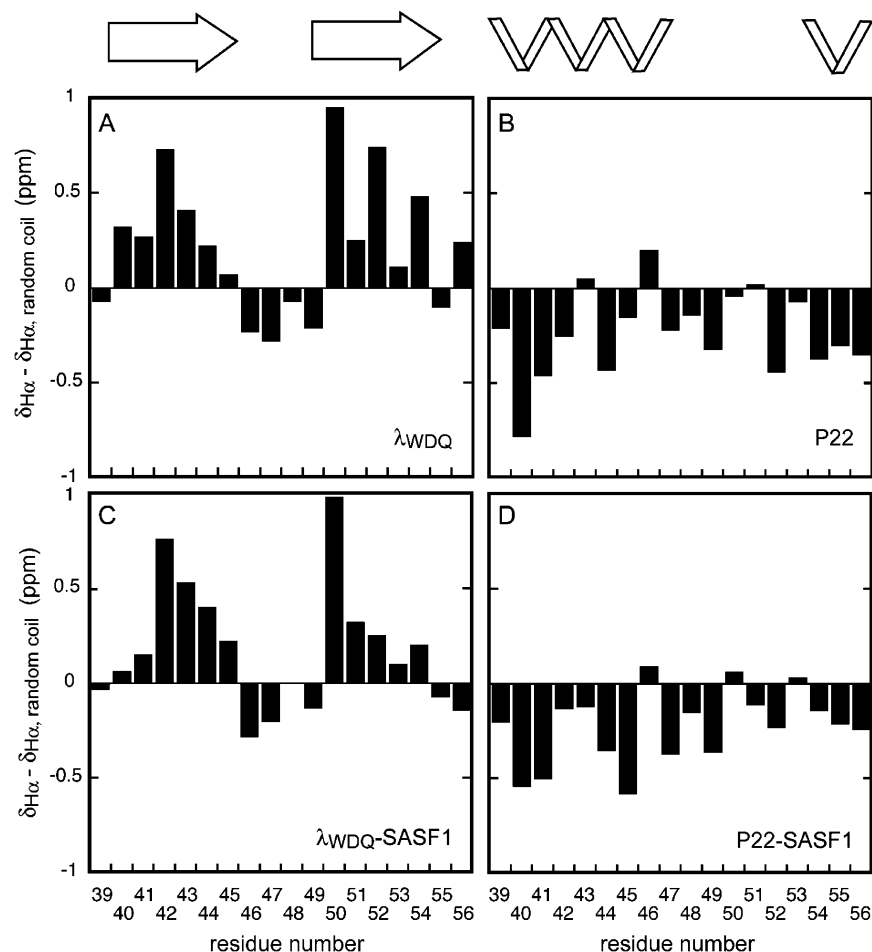 A
B
1
0.5
0
-0.5
-1
δHα - δHα, random coil (ppm)
λWDQ
P22
C
D
1
0.5
0
-0.5
-1
δHα - δHα, random coil (ppm)
λWDQ-SASF1
P22-SASF1
39 41 43 45 47 49 51 53 55
40 42 44 46 48 50 52 54 56
39 41 43 45 47 49 51 53 55
40 42 44 46 48 50 52 54 56
residue number
residue number